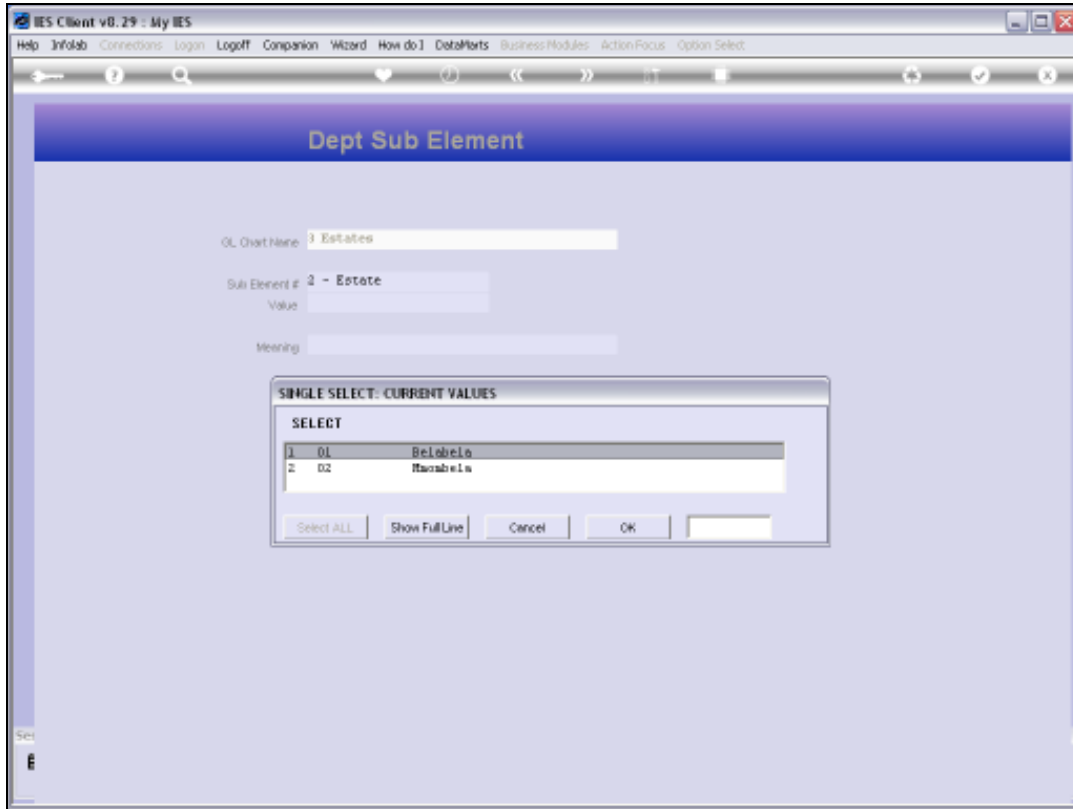 IES Client v8.29 : My IES
Help Infolab Connections Logon Logoff Companion Wizard How do I DataMarts Business Modules Action Focus Option Select
Dept Sub Element
GL Chart Name 3 Estates
Sub Element # 2 - Estate
Value
Meaning
SINGLE SELECT: CURRENT VALUES
SELECT
1 01 Belabela
2 02 Mmombela
Select ALL Show Full Line Cancel OK
Ses